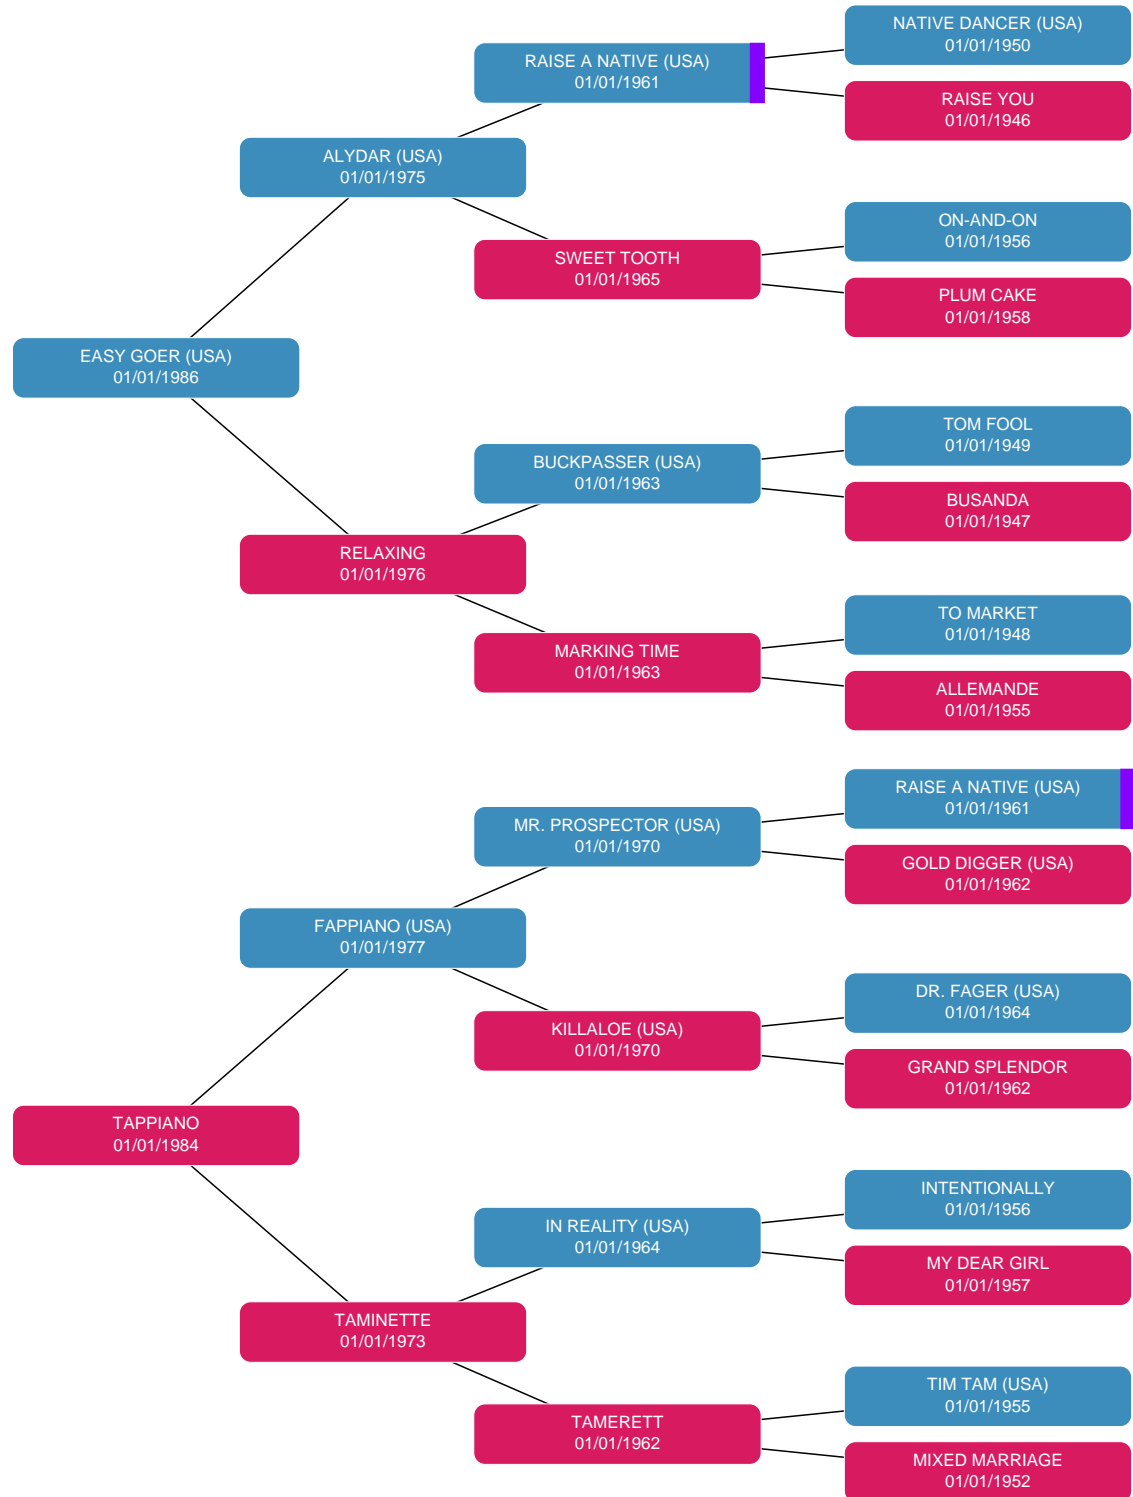 NATIVE DANCER (USA)
01/01/1950
RAISE A NATIVE (USA)
01/01/1961
RAISE YOU
01/01/1946
ALYDAR (USA)
01/01/1975
ON-AND-ON
01/01/1956
SWEET TOOTH
01/01/1965
PLUM CAKE
01/01/1958
EASY GOER (USA)
01/01/1986
TOM FOOL
01/01/1949
BUCKPASSER (USA)
01/01/1963
BUSANDA
01/01/1947
RELAXING
01/01/1976
TO MARKET
01/01/1948
MARKING TIME
01/01/1963
ALLEMANDE
01/01/1955
RAISE A NATIVE (USA)
01/01/1961
MR. PROSPECTOR (USA)
01/01/1970
GOLD DIGGER (USA)
01/01/1962
FAPPIANO (USA)
01/01/1977
DR. FAGER (USA)
01/01/1964
KILLALOE (USA)
01/01/1970
GRAND SPLENDOR
01/01/1962
TAPPIANO
01/01/1984
INTENTIONALLY
01/01/1956
IN REALITY (USA)
01/01/1964
MY DEAR GIRL
01/01/1957
TAMINETTE
01/01/1973
TIM TAM (USA)
01/01/1955
TAMERETT
01/01/1962
MIXED MARRIAGE
01/01/1952